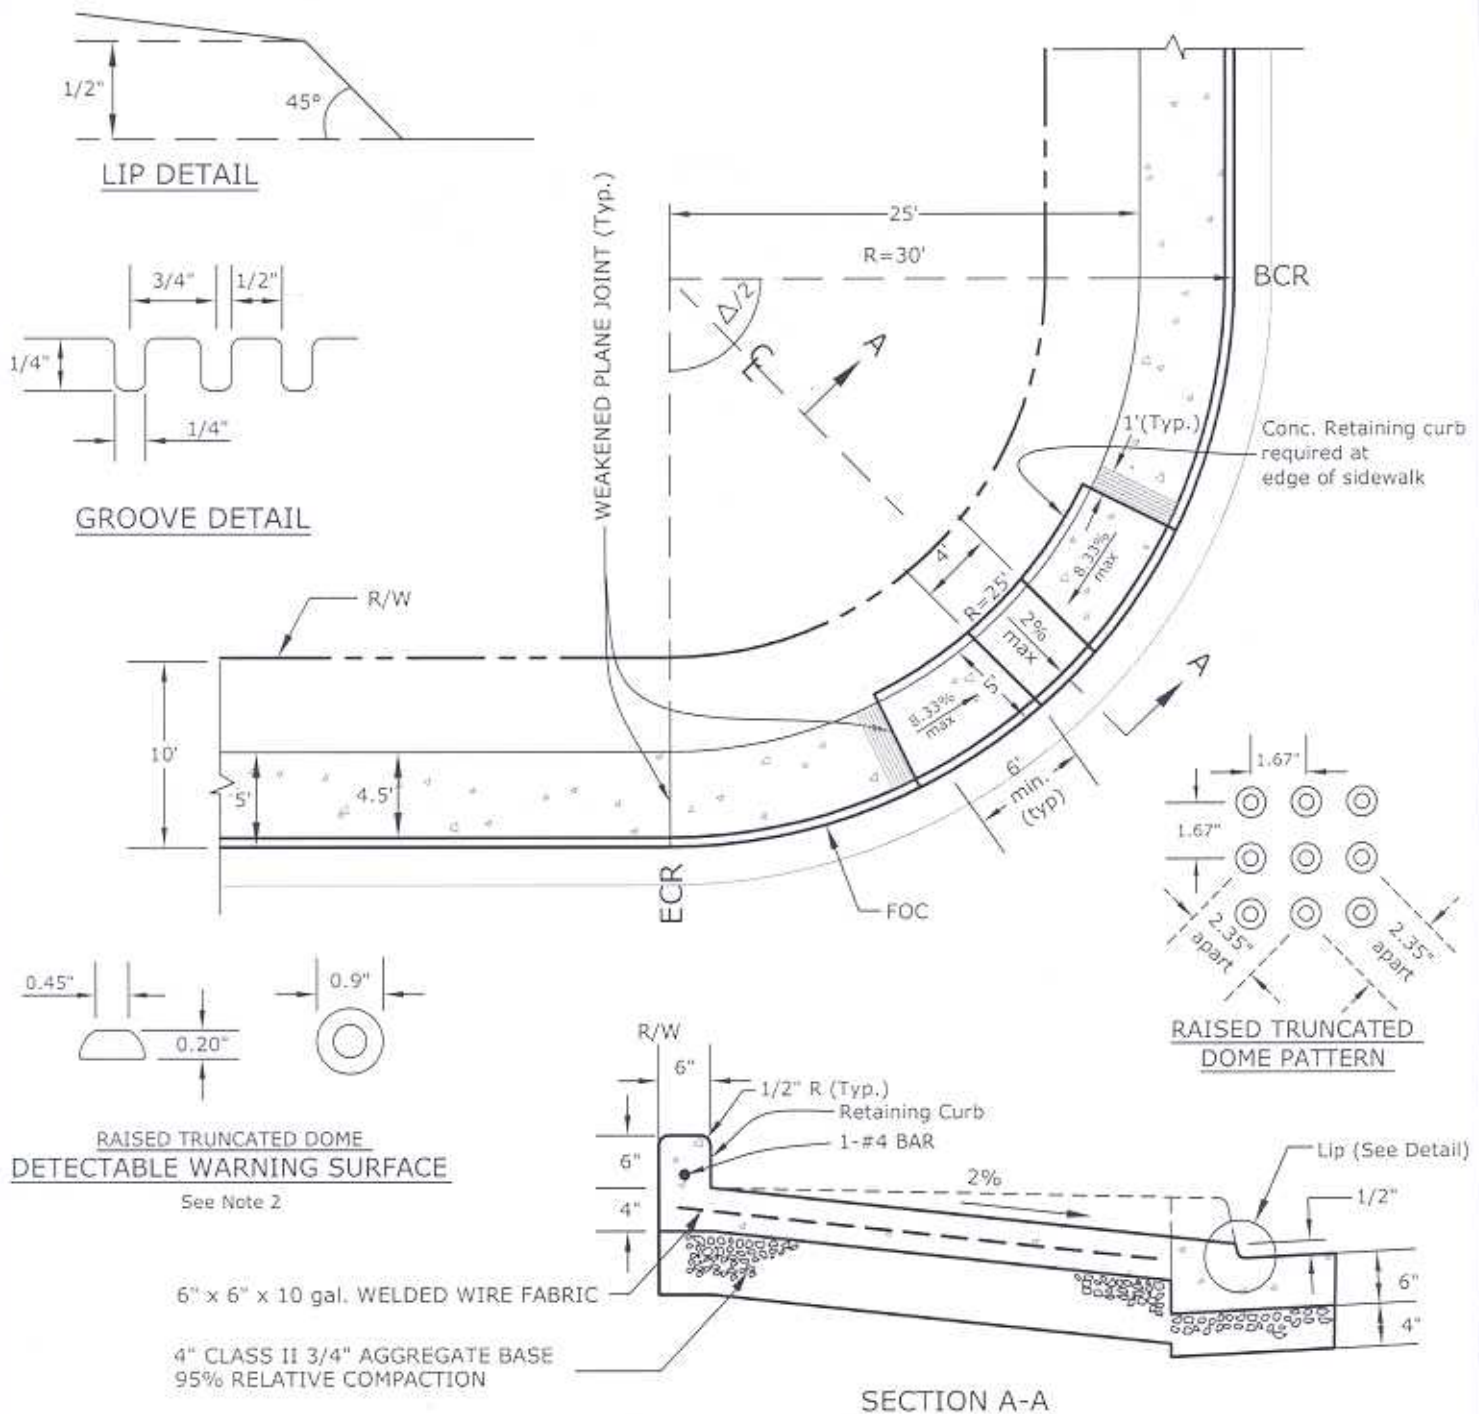 1/2"
45°
LIP DETAIL
3/4"
1/2"
1/4"
1/4"
GROOVE DETAIL
WEAKENED PLANE JOINT (Typ.)
25'
R=30'
BCR
Δ/2
CL
A
1'(Typ.)
Conc. Retaining curb
required at
edge of sidewalk
8.33%
max
4'
R=25'
2%
max
5'
8.33%
max
A
6'
min.
(typ)
R/W
10'
5'
4.5'
ECR
FOC
1.67"
1.67"
2.35"
apart
2.35"
apart
RAISED TRUNCATED
DOME PATTERN
0.45"
0.20"
0.9"
RAISED TRUNCATED DOME
DETECTABLE WARNING SURFACE
See Note 2
R/W
6"
1/2" R (Typ.)
Retaining Curb
1-#4 BAR
6"
4"
2%
Lip (See Detail)
1/2"
6"
4"
6" x 6" x 10 gal. WELDED WIRE FABRIC
4" CLASS II 3/4" AGGREGATE BASE
95% RELATIVE COMPACTION
SECTION A-A